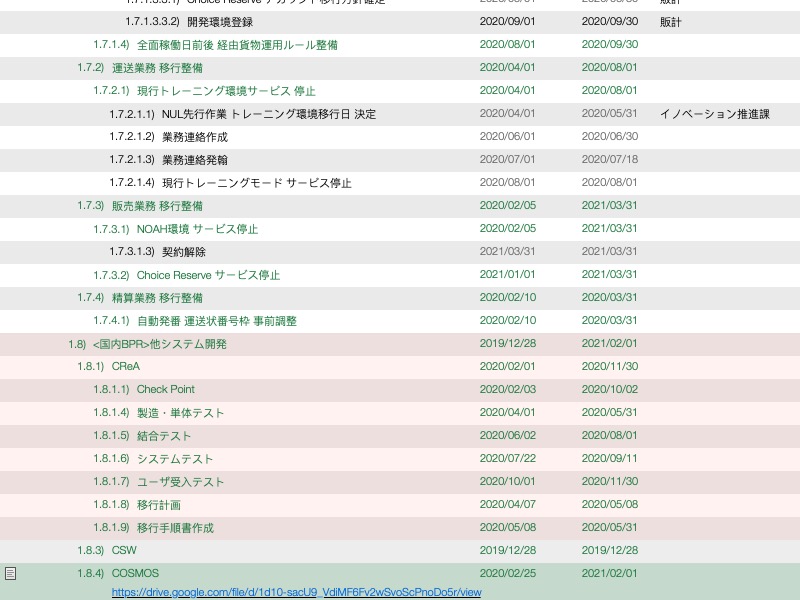 1.7.1.3.3.2) 開発環境登録 2020/09/01 2020/09/30 販計
1.7.1.4) 全面稼働日前後 経由貨物運用ルール整備 2020/08/01 2020/09/30
1.7.2) 運送業務 移行整備 2020/04/01 2020/08/01
1.7.2.1) 現行トレーニング環境サービス 停止 2020/04/01 2020/08/01
1.7.2.1.1) NUL先行作業 トレーニング環境移行日 決定 2020/04/01 2020/05/31 イノベーション推進課
1.7.2.1.2) 業務連絡作成 2020/06/01 2020/06/30
1.7.2.1.3) 業務連絡発翰 2020/07/01 2020/07/18
1.7.2.1.4) 現行トレーニングモード サービス停止 2020/08/01 2020/08/01
1.7.3) 販売業務 移行整備 2020/02/05 2021/03/31
1.7.3.1) NOAH環境 サービス停止 2020/02/05 2021/03/31
1.7.3.1.3) 契約解除 2021/03/31 2021/03/31
1.7.3.2) Choice Reserve サービス停止 2021/01/01 2021/03/31
1.7.4) 精算業務 移行整備 2020/02/10 2020/03/31
1.7.4.1) 自動発番 運送状番号枠 事前調整 2020/02/10 2020/03/31
1.8) <国内BPR>他システム開発 2019/12/28 2021/02/01
1.8.1) CReA 2020/02/01 2020/11/30
1.8.1.1) Check Point 2020/02/03 2020/10/02
1.8.1.4) 製造・単体テスト 2020/04/01 2020/05/31
1.8.1.5) 結合テスト 2020/06/02 2020/08/01
1.8.1.6) システムテスト 2020/07/22 2020/09/11
1.8.1.7) ユーザ受入テスト 2020/10/01 2020/11/30
1.8.1.8) 移行計画 2020/04/07 2020/05/08
1.8.1.9) 移行手順書作成 2020/05/08 2020/05/31
1.8.3) CSW 2019/12/28 2019/12/28
1.8.4) COSMOS 2020/02/25 2021/02/01
https://drive.google.com/file/d/1d10-sacU9_VdiMF6Fv2wSvoScPnoDo5r/view